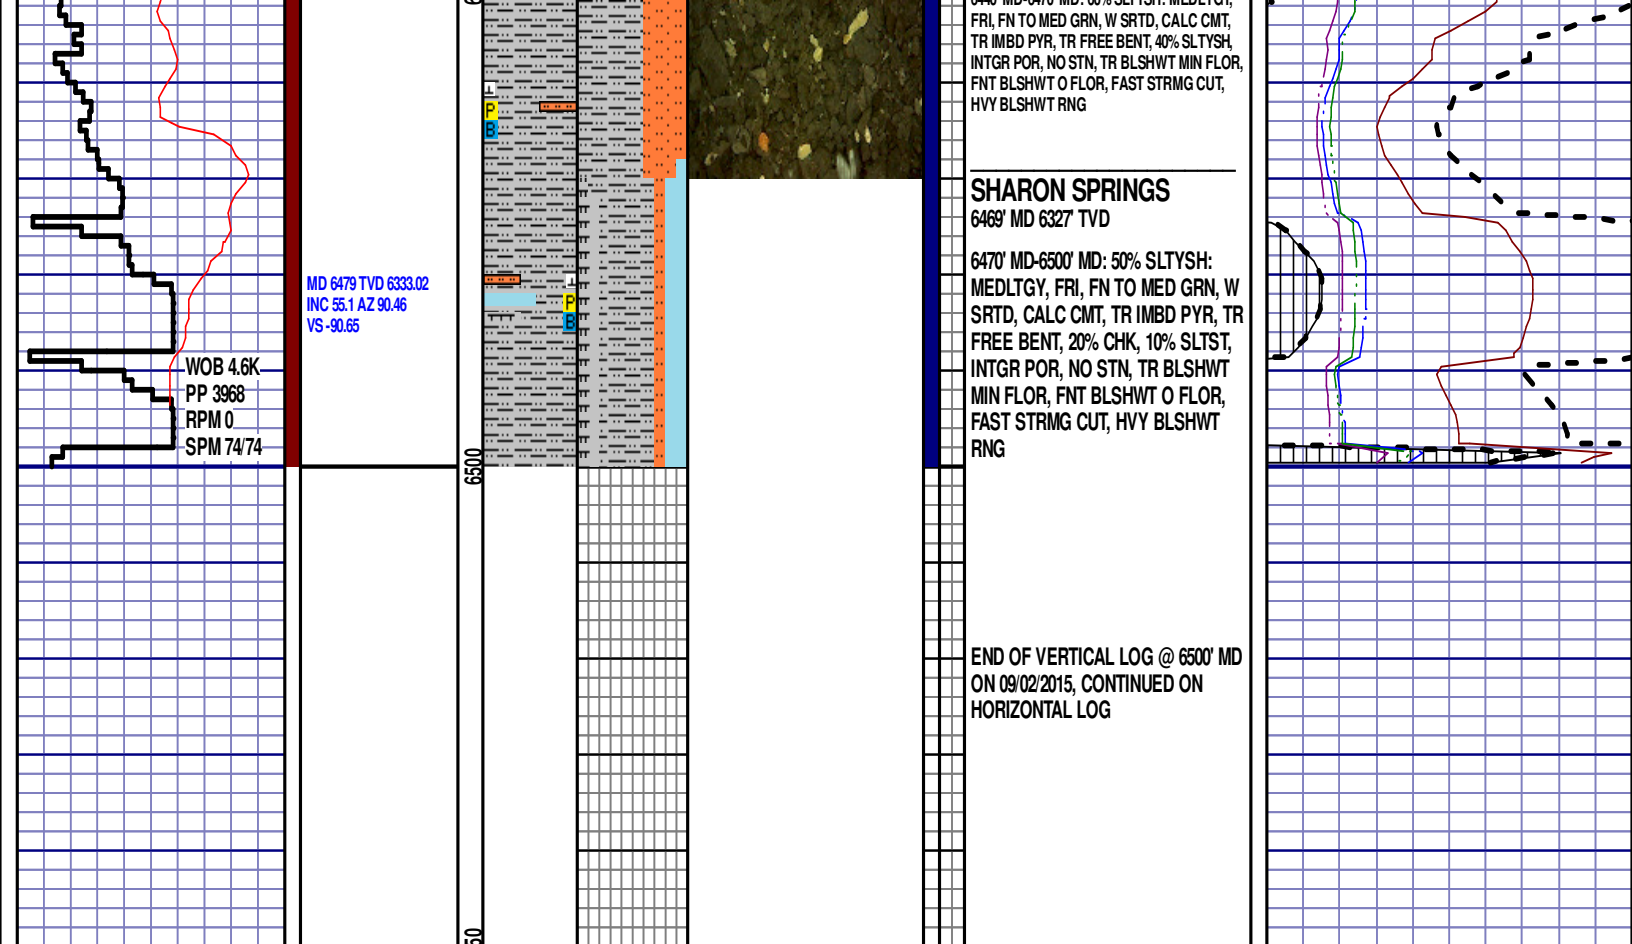 FRI, FN TO MED GRN, W SRTD, CALC CMT,
TR IMBD PYR, TR FREE BENT, 40% SLTYSH,
INTGR POR, NO STN, TR BLSHWT MIN FLOR,
FNT BLSHWT O FLOR, FAST STRMG CUT,
HVY BLSHWT RNG
P
B
SHARON SPRINGS
6469' MD 6327' TVD
6470' MD-6500' MD: 50% SLTYSH:
MEDLTGY, FRI, FN TO MED GRN, W
SRTD, CALC CMT, TR IMBD PYR, TR
FREE BENT, 20% CHK, 10% SLTST,
INTGR POR, NO STN, TR BLSHWT
MIN FLOR, FNT BLSHWT O FLOR,
FAST STRMG CUT, HVY BLSHWT
RNG
MD 6479 TVD 6333.02
INC 55.1 AZ 90.46
VS -90.65
P
B
WOB 4.6K
PP 3968
RPM 0
SPM 74/74
6500
END OF VERTICAL LOG @ 6500' MD
ON 09/02/2015, CONTINUED ON
HORIZONTAL LOG